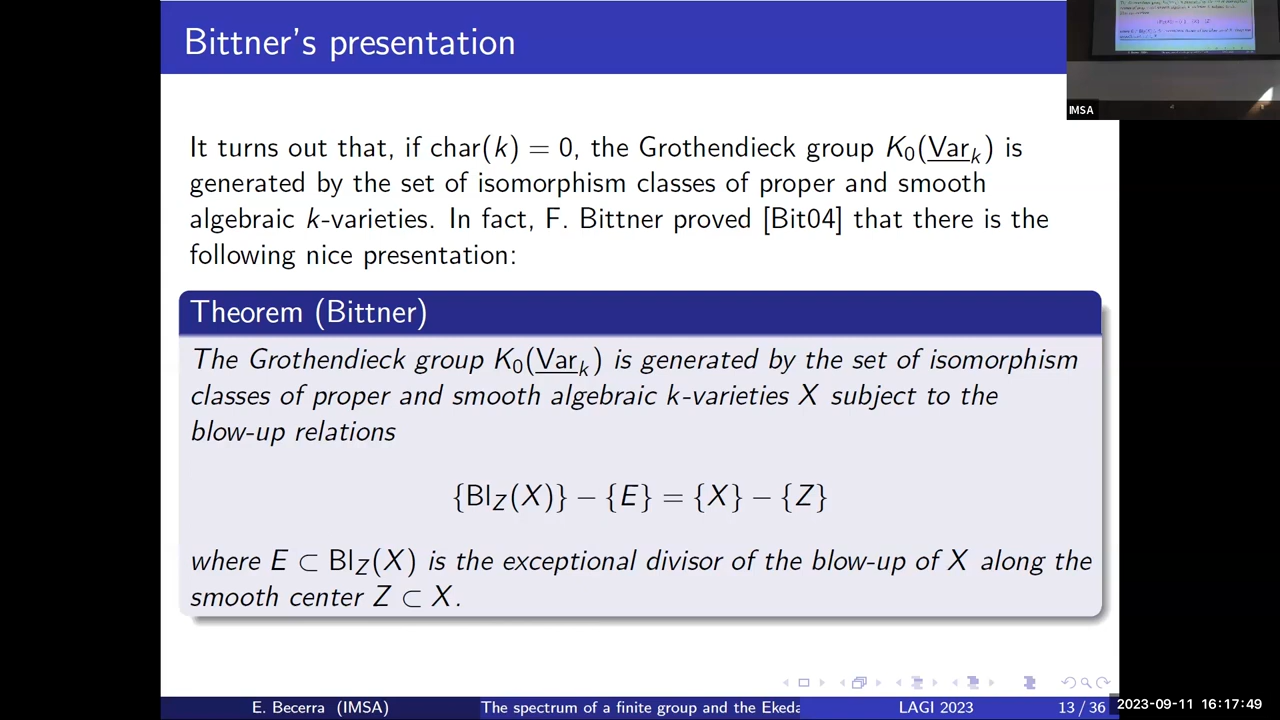 Bittner's presentation
IMSA
It turns out that, if char(k) = 0, the Grothendieck group K₀(Var_k) is
generated by the set of isomorphism classes of proper and smooth
algebraic k-varieties. In fact, F. Bittner proved [Bit04] that there is the
following nice presentation:
Theorem (Bittner)
The Grothendieck group K₀(Var_k) is generated by the set of isomorphism
classes of proper and smooth algebraic k-varieties X subject to the
blow-up relations
{Bl_Z(X)} − {E} = {X} − {Z}
where E ⊂ Bl_Z(X) is the exceptional divisor of the blow-up of X along the
smooth center Z ⊂ X.
E. Becerra (IMSA) The spectrum of a finite group and the Ekeda LAGI 2023 13 / 36
2023-09-11 16:17:49